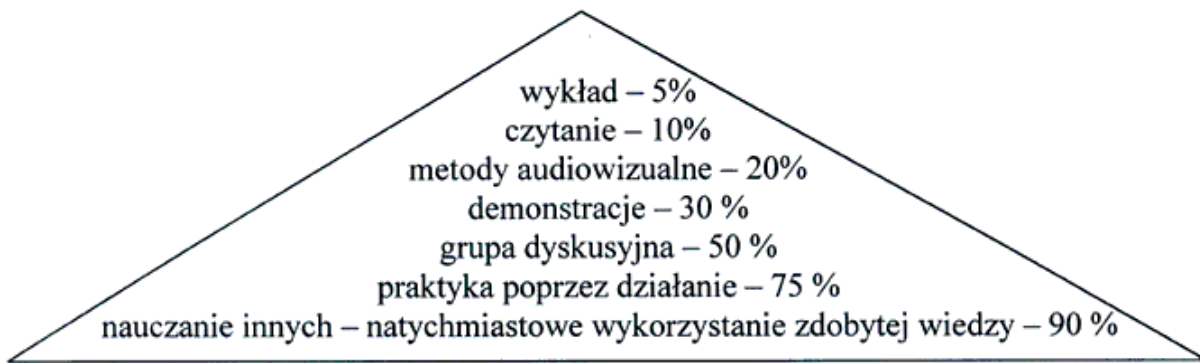 wykład – 5%
czytanie – 10%
metody audiowizualne – 20%
demonstracje – 30 %
grupa dyskusyjna – 50 %
praktyka poprzez działanie – 75 %
nauczanie innych – natychmiastowe wykorzystanie zdobytej wiedzy – 90 %